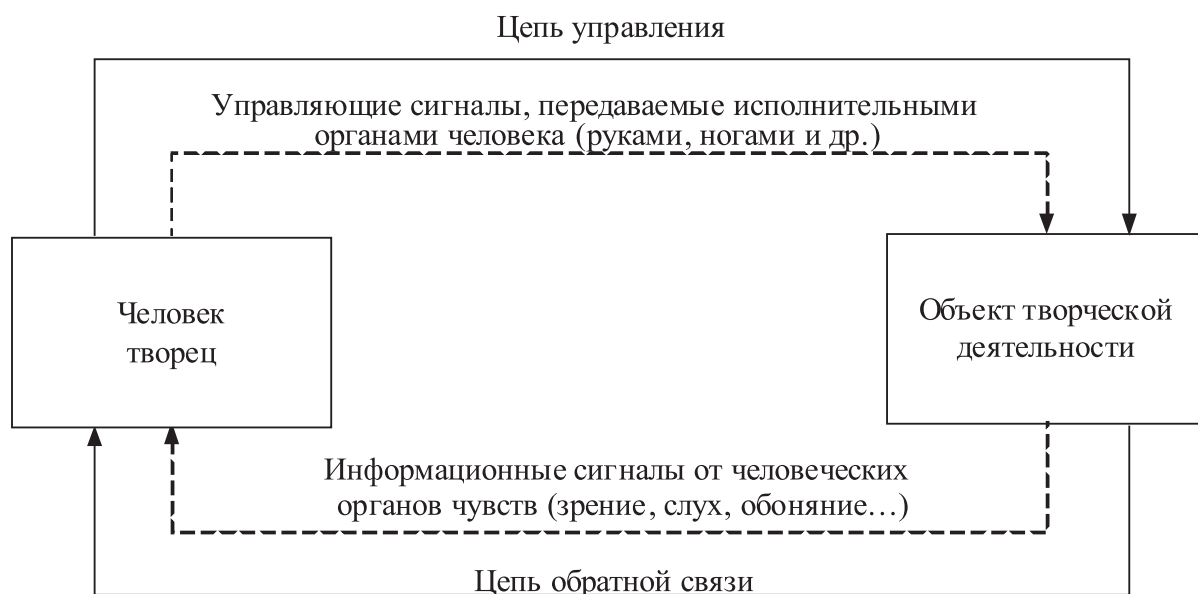 Цепь управления
Управляющие сигналы, передаваемые исполнительными
органами человека (руками, ногами и др.)
Человек
творец
Объект творческой
деятельности
Информационные сигналы от человеческих
органов чувств (зрение, слух, обоняние…)
Цепь обратной связи